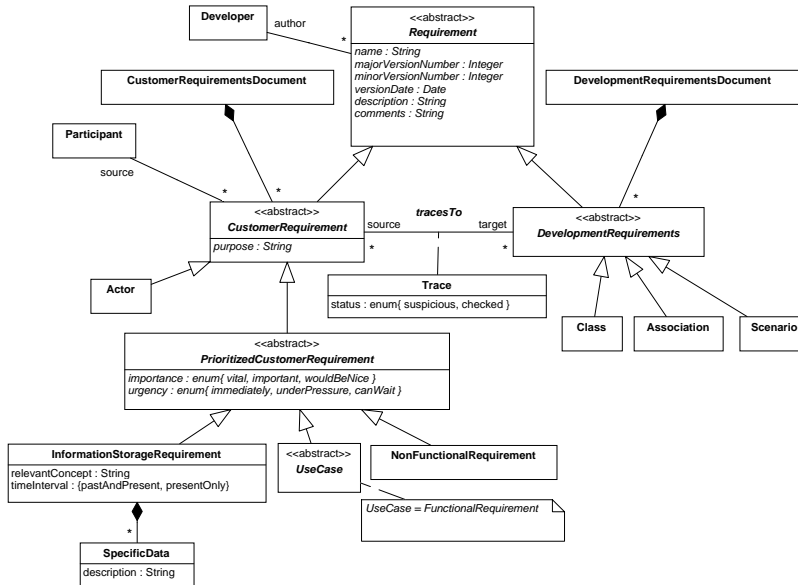 Developer
author
*
<<abstract>>
Requirement
name : String
majorVersionNumber : Integer
minorVersionNumber : Integer
versionDate : Date
description : String
comments : String
CustomerRequirementsDocument
DevelopmentRequirementsDocument
Participant
source
*
*
*
<<abstract>>
CustomerRequirement
purpose : String
source
tracesTo
target
*
*
<<abstract>>
DevelopmentRequirements
Actor
Trace
status : enum{ suspicious, checked }
Class
Association
Scenario
<<abstract>>
PrioritizedCustomerRequirement
importance : enum{ vital, important, wouldBeNice }
urgency : enum{ immediately, underPressure, canWait }
InformationStorageRequirement
relevantConcept : String
timeInterval : {pastAndPresent, presentOnly}
<<abstract>>
UseCase
NonFunctionalRequirement
UseCase = FunctionalRequirement
*
SpecificData
description : String